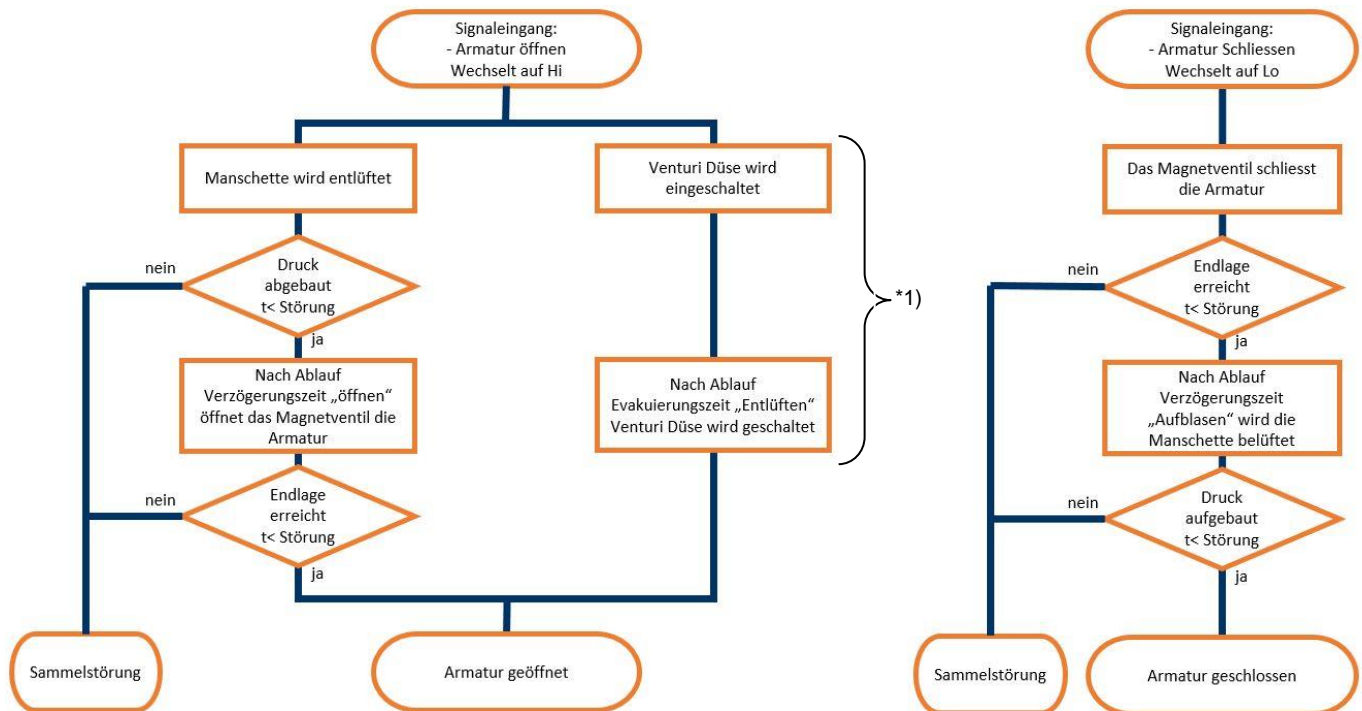 Signaleingang:
- Armatur öffnen
Wechselt auf Hi
Manschette wird entlüftet
Druck
abgebaut
t< Störung
nein
ja
Nach Ablauf
Verzögerungszeit „öffnen“
öffnet das Magnetventil die
Armatur
Endlage
erreicht
t< Störung
nein
ja
Venturi Düse wird
eingeschaltet
Nach Ablauf
Evakuierungszeit „Entlüften“
Venturi Düse wird geschaltet
*1)
Sammelstörung
Armatur geöffnet
Signaleingang:
- Armatur Schliessen
Wechselt auf Lo
Das Magnetventil schliesst
die Armatur
Endlage
erreicht
t< Störung
nein
ja
Nach Ablauf
Verzögerungszeit
„Aufblasen“ wird die
Manschette belüftet
Druck
aufgebaut
t< Störung
nein
ja
Sammelstörung
Armatur geschlossen